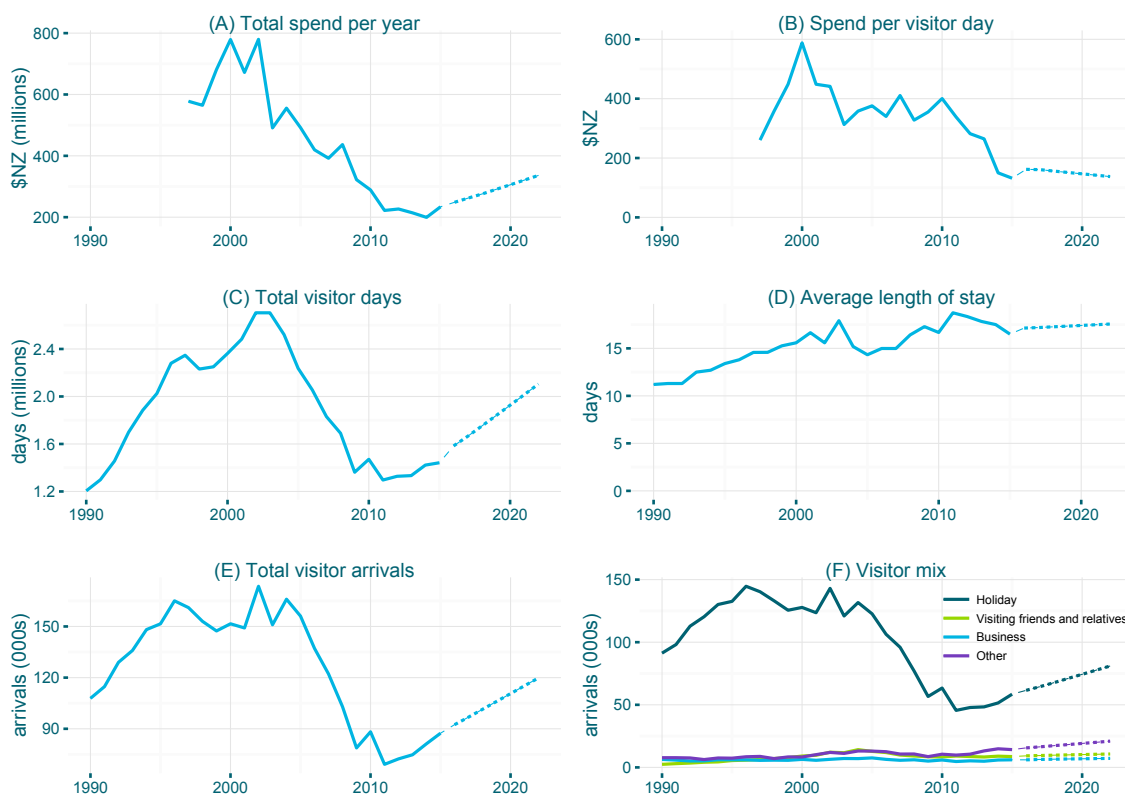 (A) Total spend per year
$NZ (millions)
800
600
400
200
1990
2000
2010
2020
(B) Spend per visitor day
$NZ
600
400
200
0
1990
2000
2010
2020
(C) Total visitor days
days (millions)
2.4
2.0
1.6
1.2
1990
2000
2010
2020
(D) Average length of stay
days
15
10
5
0
1990
2000
2010
2020
(E) Total visitor arrivals
arrivals (000s)
150
120
90
1990
2000
2010
2020
(F) Visitor mix
arrivals (000s)
150
100
50
0
1990
2000
2010
2020
Holiday
Visiting friends and relatives
Business
Other